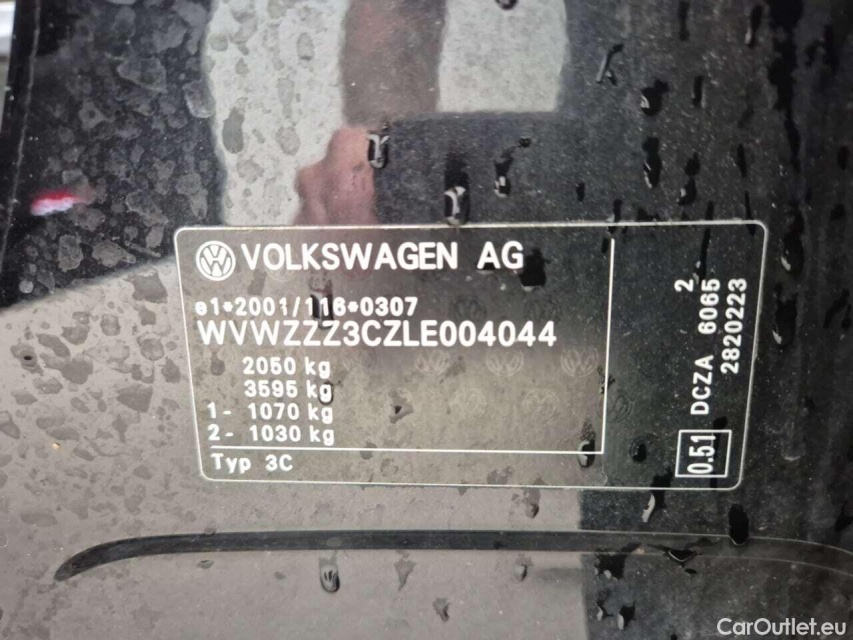 VOLKSWAGEN AG
e1*2001/116*0307
WVWZZZ3CZLE004044
2050 kg
3595 kg
1- 1070 kg
2- 1030 kg
Typ 3C
2
DCZA 6065
2820223
0.51
CarOutlet.eu